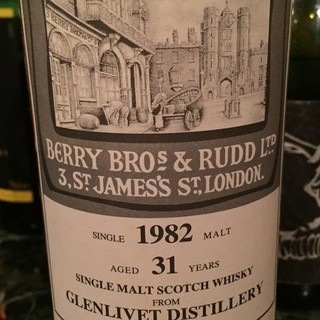 BERRY BROS & RUDD LTD
3, ST. JAMES'S ST, LONDON.
SINGLE 1982 MALT
AGED 31 YEARS
SINGLE MALT SCOTCH WHISKY
FROM
GLENLIVET DISTILLERY